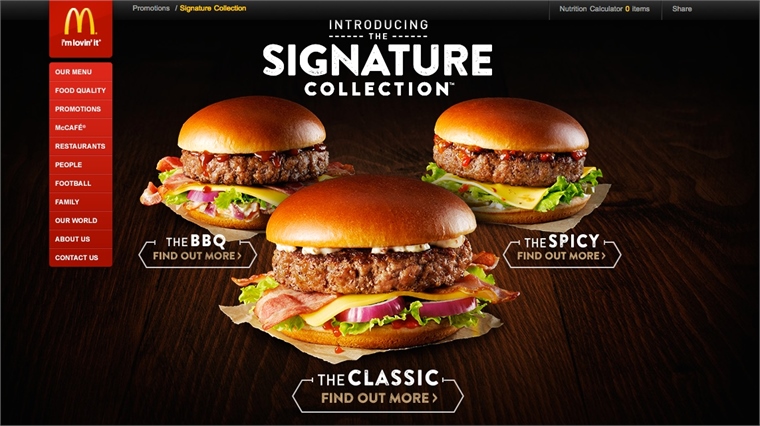 Promotions / Signature Collection
Nutrition Calculator 0 items
Share
i'm lovin' it®
OUR MENU
FOOD QUALITY
PROMOTIONS
McCAFÉ®
RESTAURANTS
PEOPLE
FOOTBALL
FAMILY
OUR WORLD
ABOUT US
CONTACT US
INTRODUCING
THE
SIGNATURE
COLLECTION™
THE BBQ
FIND OUT MORE >
THE SPICY
FIND OUT MORE >
THE CLASSIC
FIND OUT MORE >